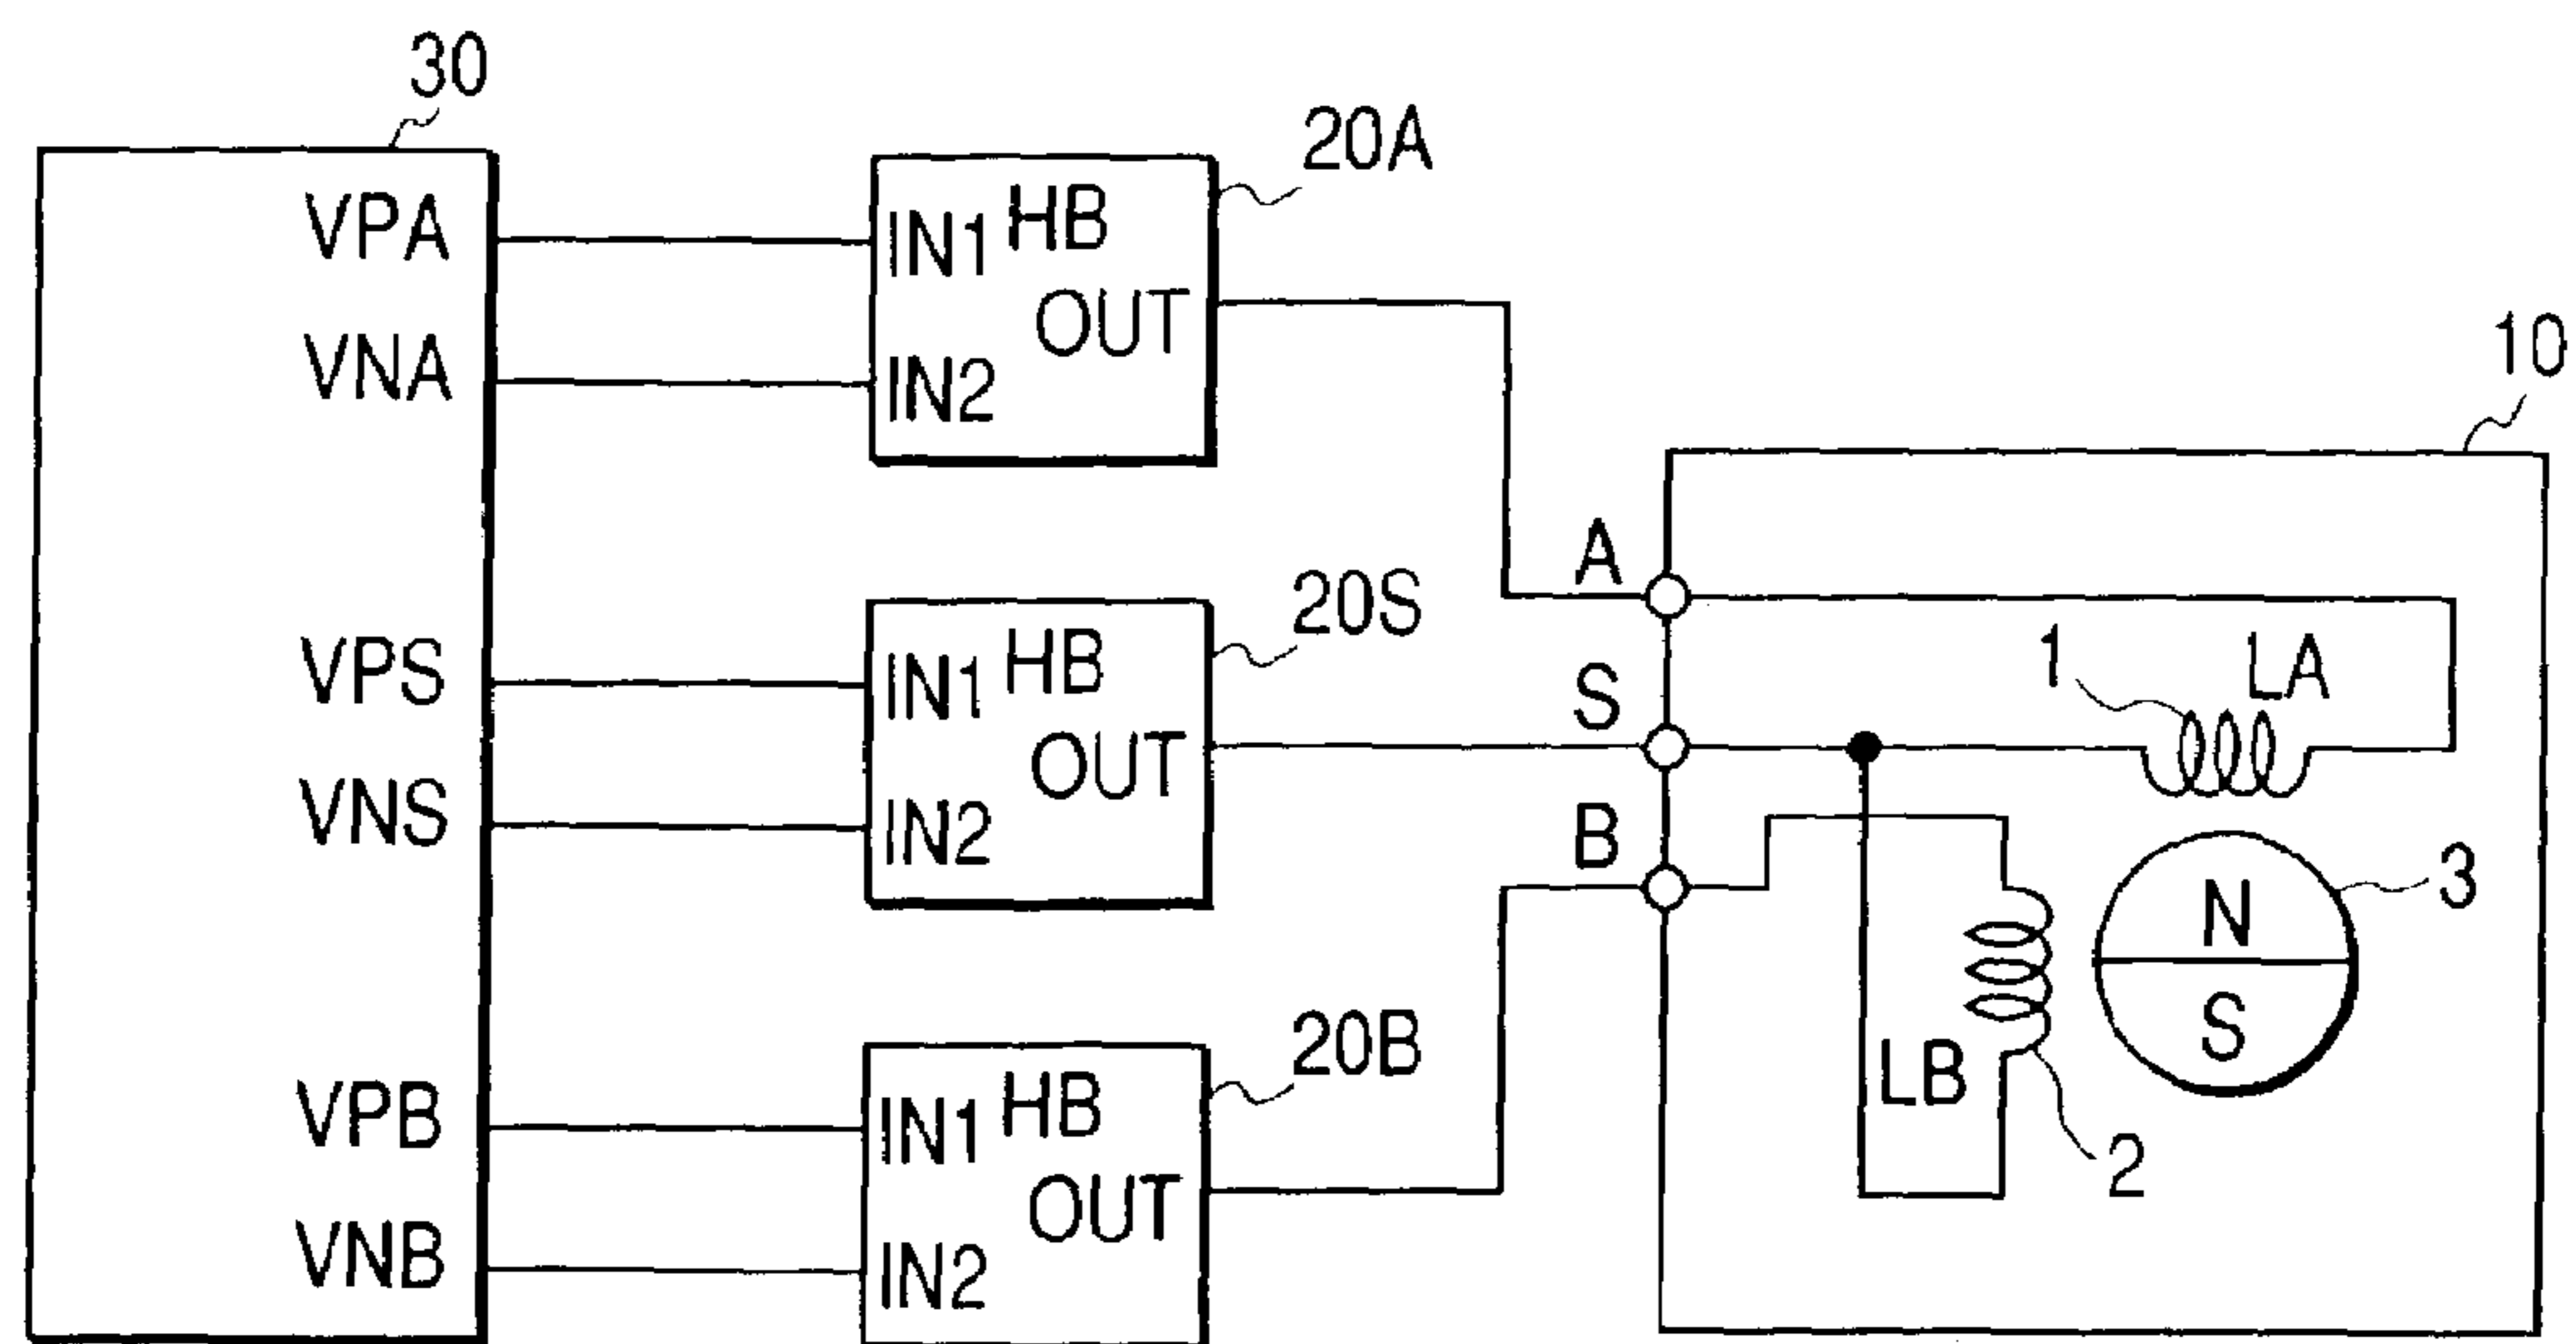 30
VPA
VNA
VPS
VNS
VPB
VNB
20A
IN1 HB
OUT
IN2
20S
IN1 HB
OUT
IN2
20B
IN1 HB
OUT
IN2
10
A
S
B
1
LA
LB
2
N
S
3